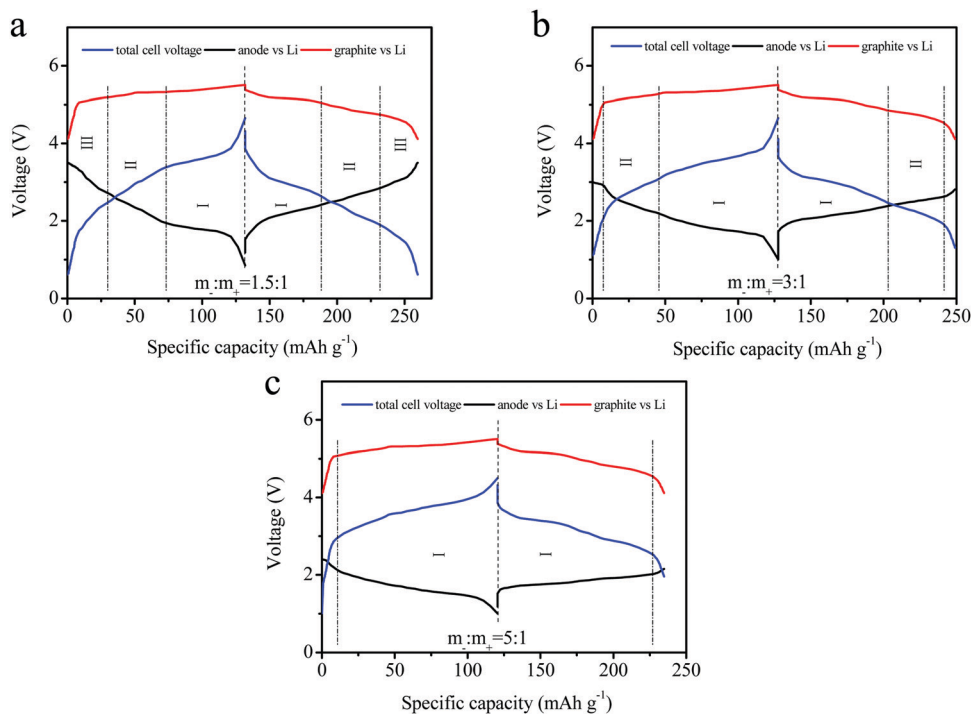 a
total cell voltage anode vs Li graphite vs Li
6
4
2
0
Voltage (V)
III II I I II III
m₋:m₊=1.5:1
0 50 100 150 200 250
Specific capacity (mAh g⁻¹)
b
total cell voltage anode vs Li graphite vs Li
6
4
2
0
Voltage (V)
II I I II
m₋:m₊=3:1
0 50 100 150 200 250
Specific capacity (mAh g⁻¹)
c
total cell voltage anode vs Li graphite vs Li
6
4
2
0
Voltage (V)
I I
m₋:m₊=5:1
0 50 100 150 200 250
Specific capacity (mAh g⁻¹)